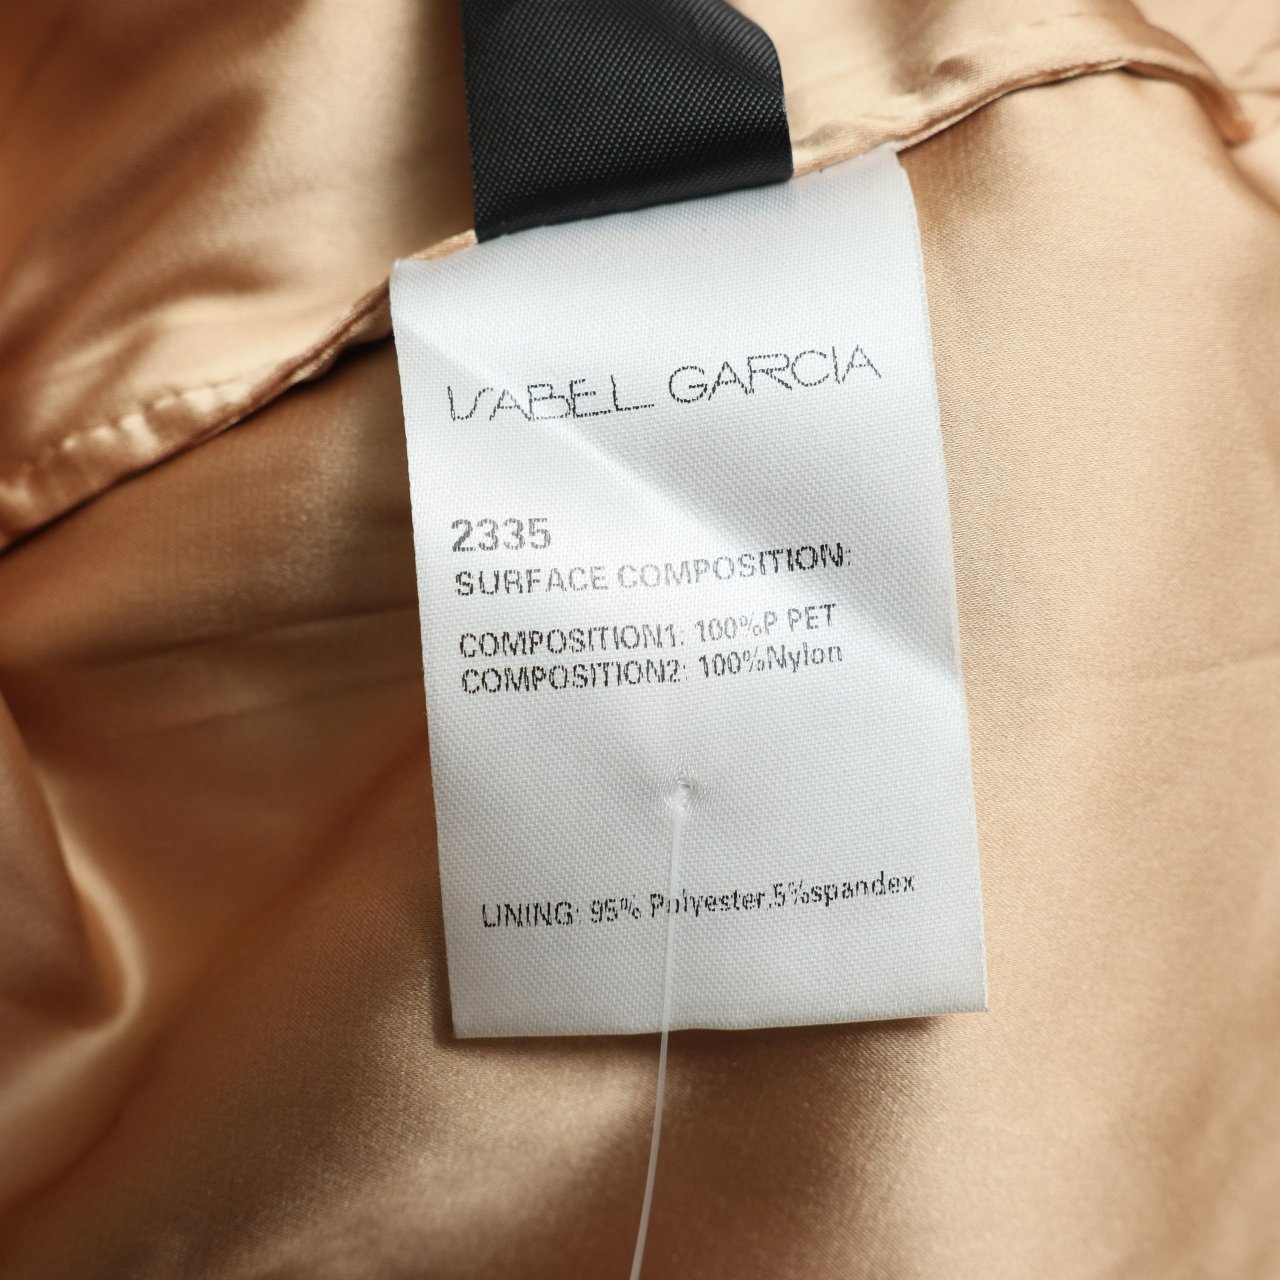 ISABEL GARCIA
2335
SURFACE COMPOSITION:
COMPOSITION1: 100%P PET
COMPOSITION2: 100%Nylon
LINING: 95% Polyester,5%spandex